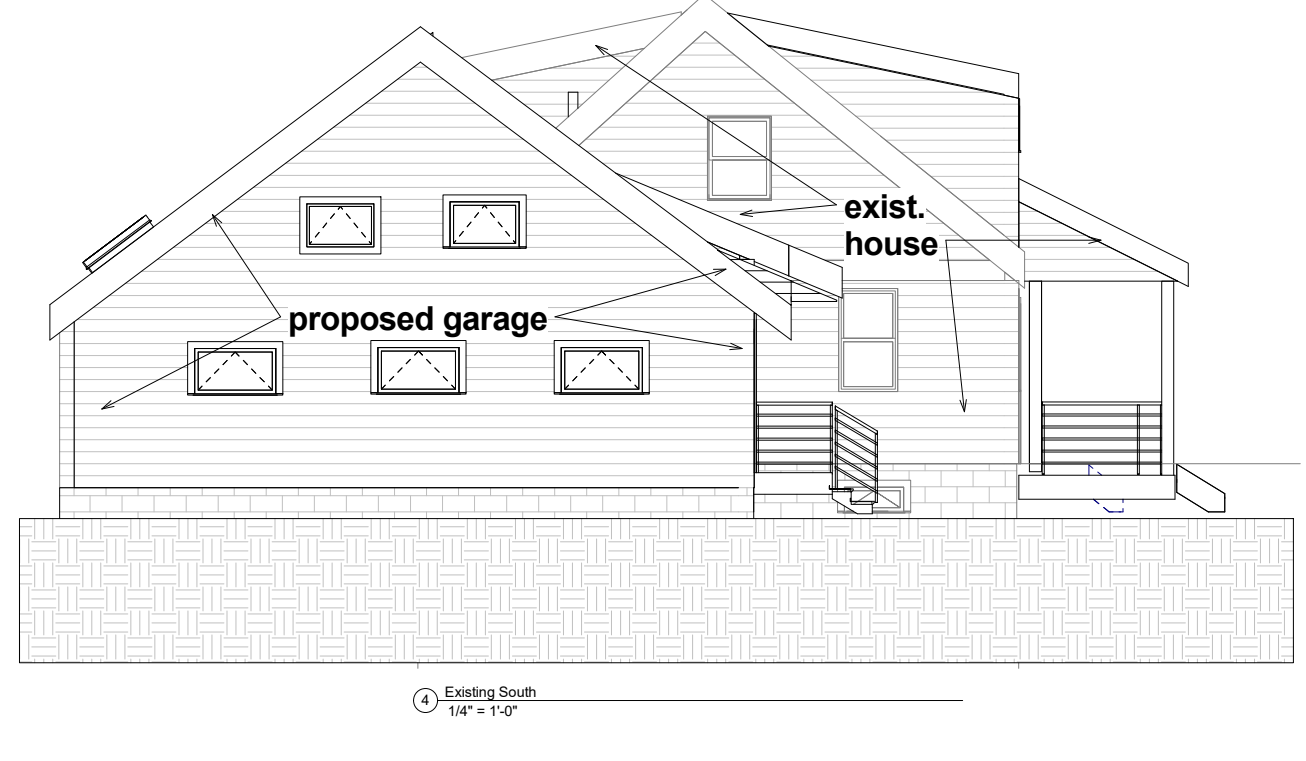 exist.
house
proposed garage
4
Existing South
1/4" = 1'-0"